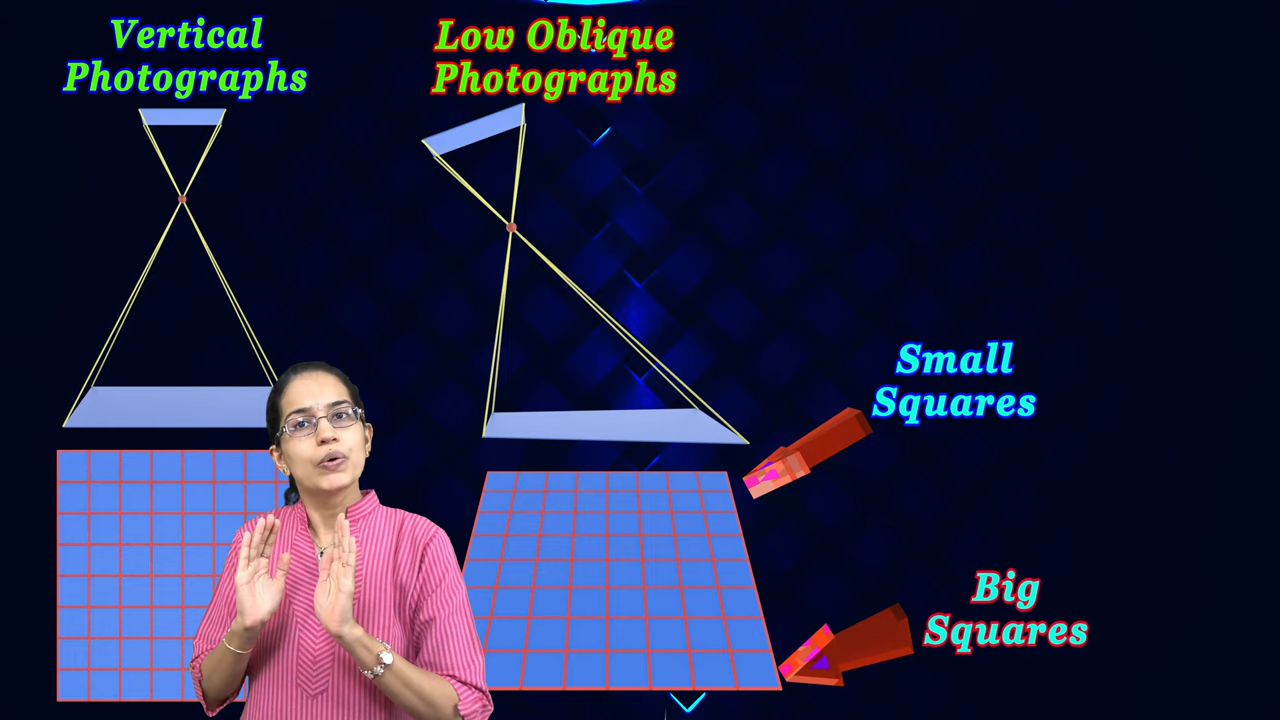 Vertical
Photographs
Low Oblique
Photographs
Small
Squares
Big
Squares